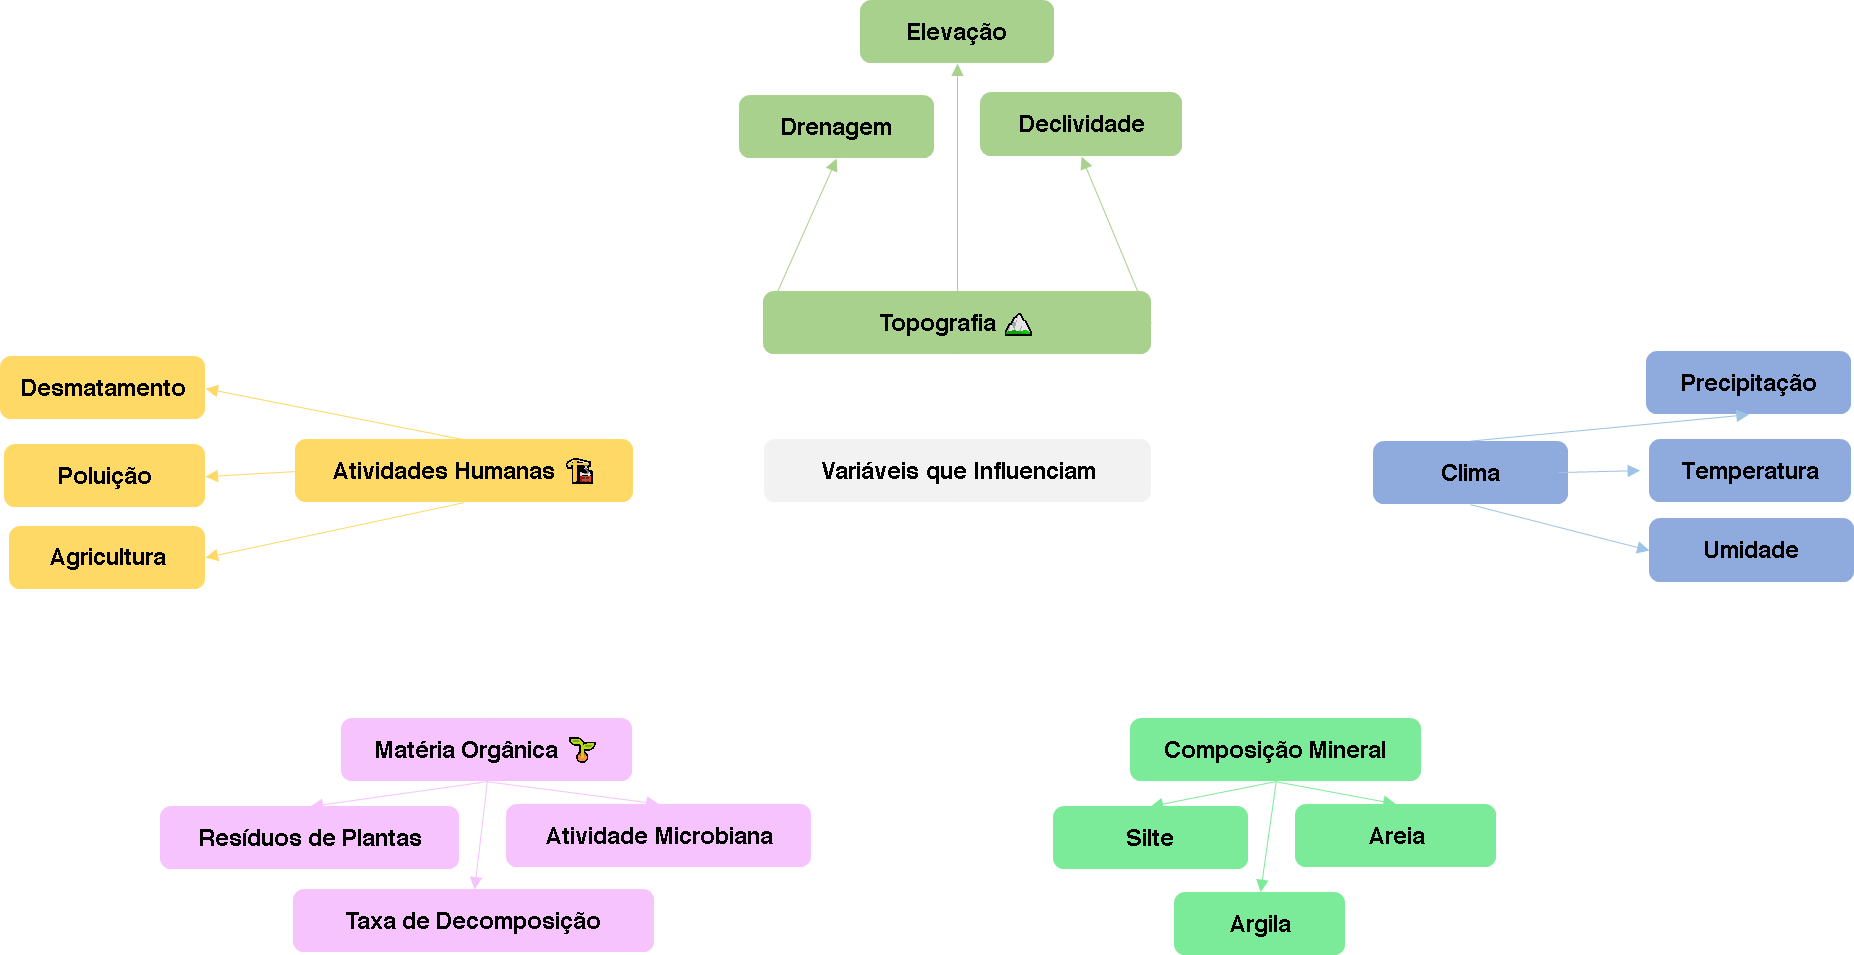 Elevação
Drenagem
Declividade
Topografia
Desmatamento
Poluição
Agricultura
Atividades Humanas
Variáveis que Influenciam
Clima
Precipitação
Temperatura
Umidade
Matéria Orgânica
Resíduos de Plantas
Atividade Microbiana
Taxa de Decomposição
Composição Mineral
Silte
Areia
Argila